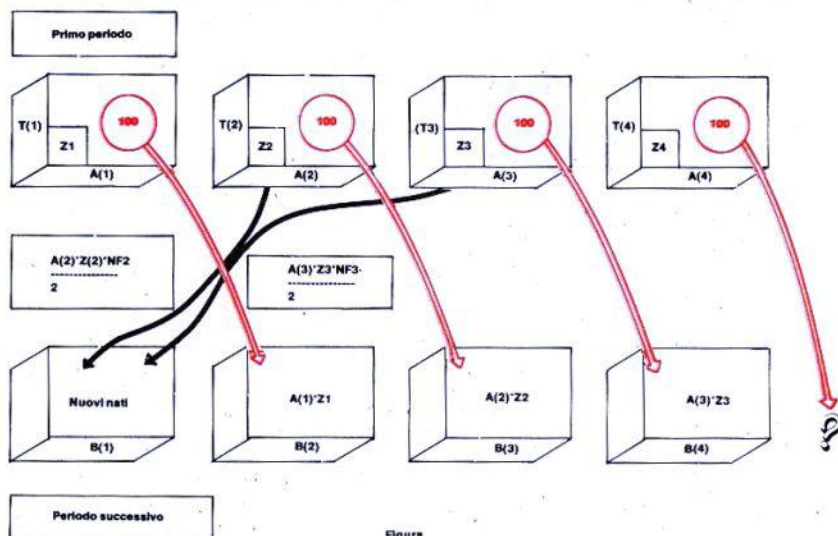 Primo periodo
T(1)
100
Z1
A(1)
T(2)
100
Z2
A(2)
(T3)
100
Z3
A(3)
T(4)
100
Z4
A(4)
A(2)*Z(2)*NF2
------------
2
A(3)*Z3*NF3
------------
2
Nuovi nati
B(1)
A(1)*Z1
B(2)
A(2)*Z2
B(3)
A(3)*Z3
B(4)
Periodo successivo
Figura